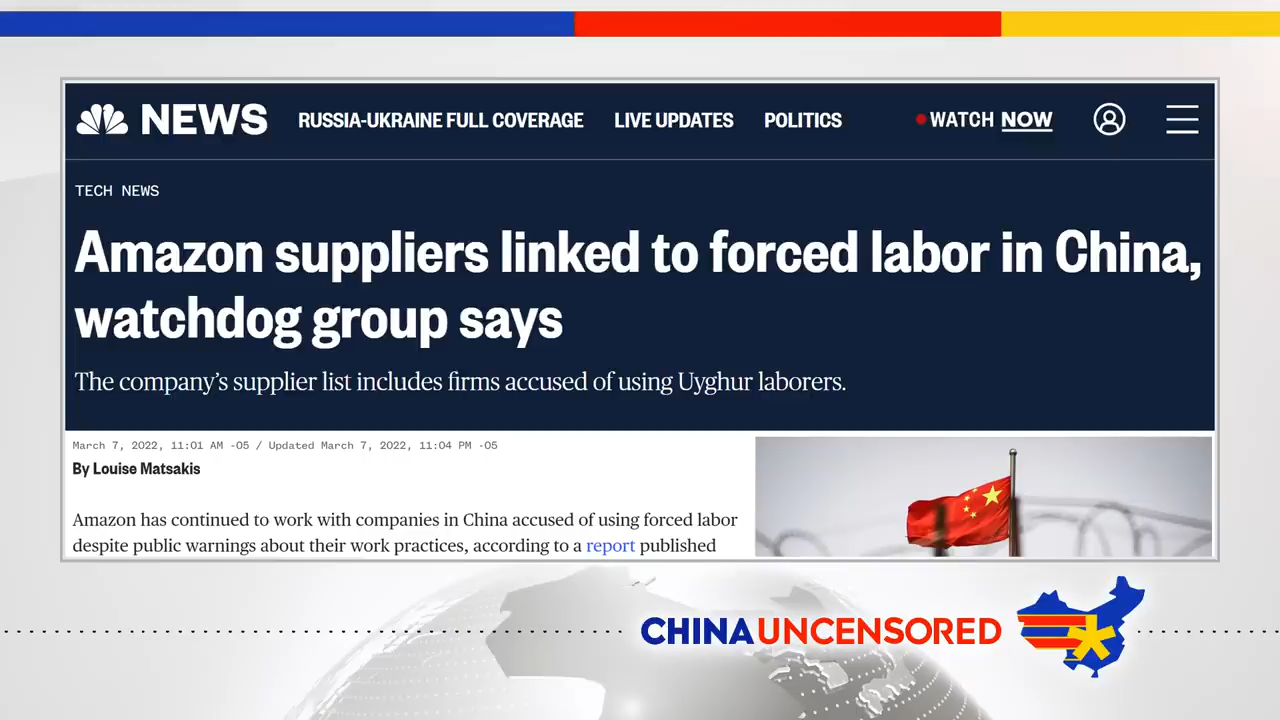 NEWS RUSSIA-UKRAINE FULL COVERAGE LIVE UPDATES POLITICS WATCH NOW
TECH NEWS
Amazon suppliers linked to forced labor in China,
watchdog group says
The company's supplier list includes firms accused of using Uyghur laborers.
March 7, 2022, 11:01 AM -05 / Updated March 7, 2022, 11:04 PM -05
By Louise Matsakis
Amazon has continued to work with companies in China accused of using forced labor
despite public warnings about their work practices, according to a report published
CHINA UNCENSORED